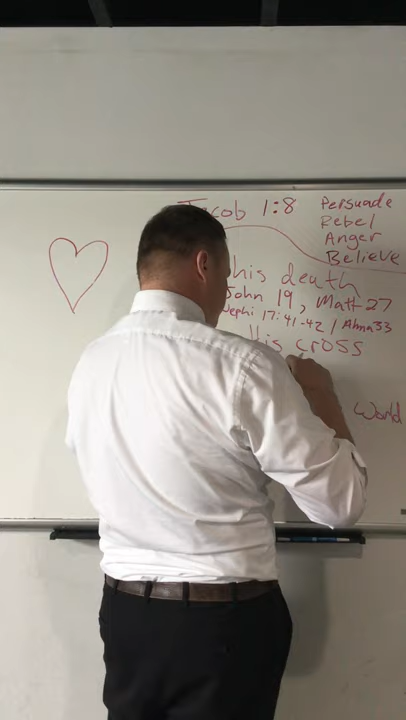 Jacob 1:8
Persuade
Rebel
Anger
Believe
his death
John 19, Matt 27
Nephi 17:41-42 / Alma 33
His cross
World